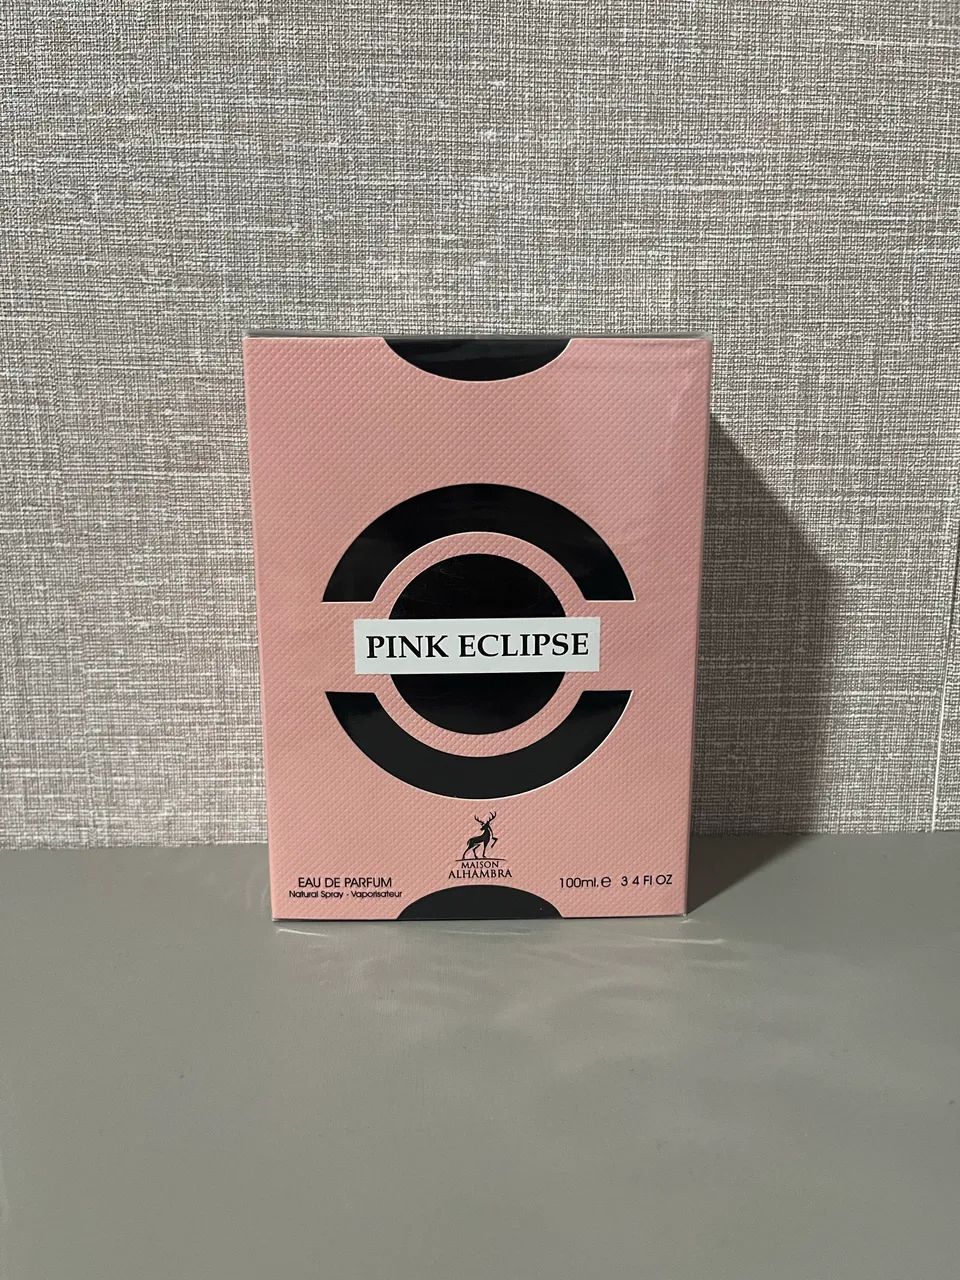 PINK ECLIPSE
MAISON
ALHAMBRA
EAU DE PARFUM
Natural Spray - Vaporisateur
100ml. e 3 4 Fl OZ